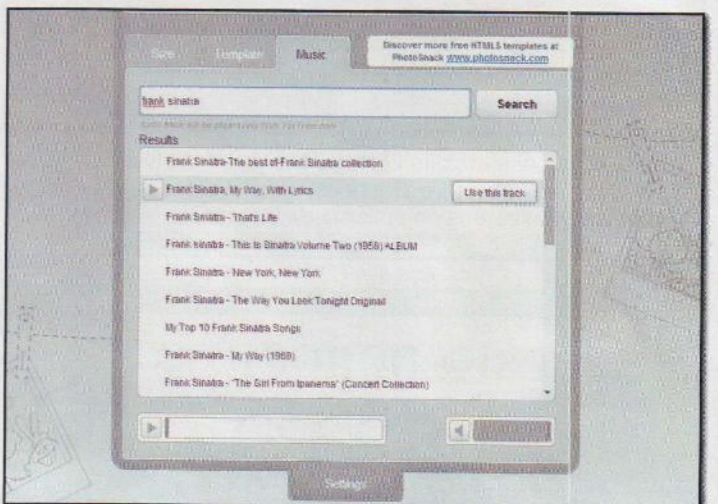 Size Template Music
Discover more free HTML5 templates at
PhotoSnack www.photosnack.com
frank sinatra
Search
Results
Frank Sinatra-The best of Frank Sinatra collection
Frank Sinatra, My Way, With Lyrics
Use this track
Frank Sinatra - That's Life
Frank sinatra - This Is Sinatra Volume Two (1958) ALBUM
Frank Sinatra - New York, New York
Frank Sinatra - The Way You Look Tonight Original
My Top 10 Frank Sinatra Songs
Frank Sinatra - My Way (1969)
Frank Sinatra - "The Girl From Ipanema" (Concert Collection)
Settings